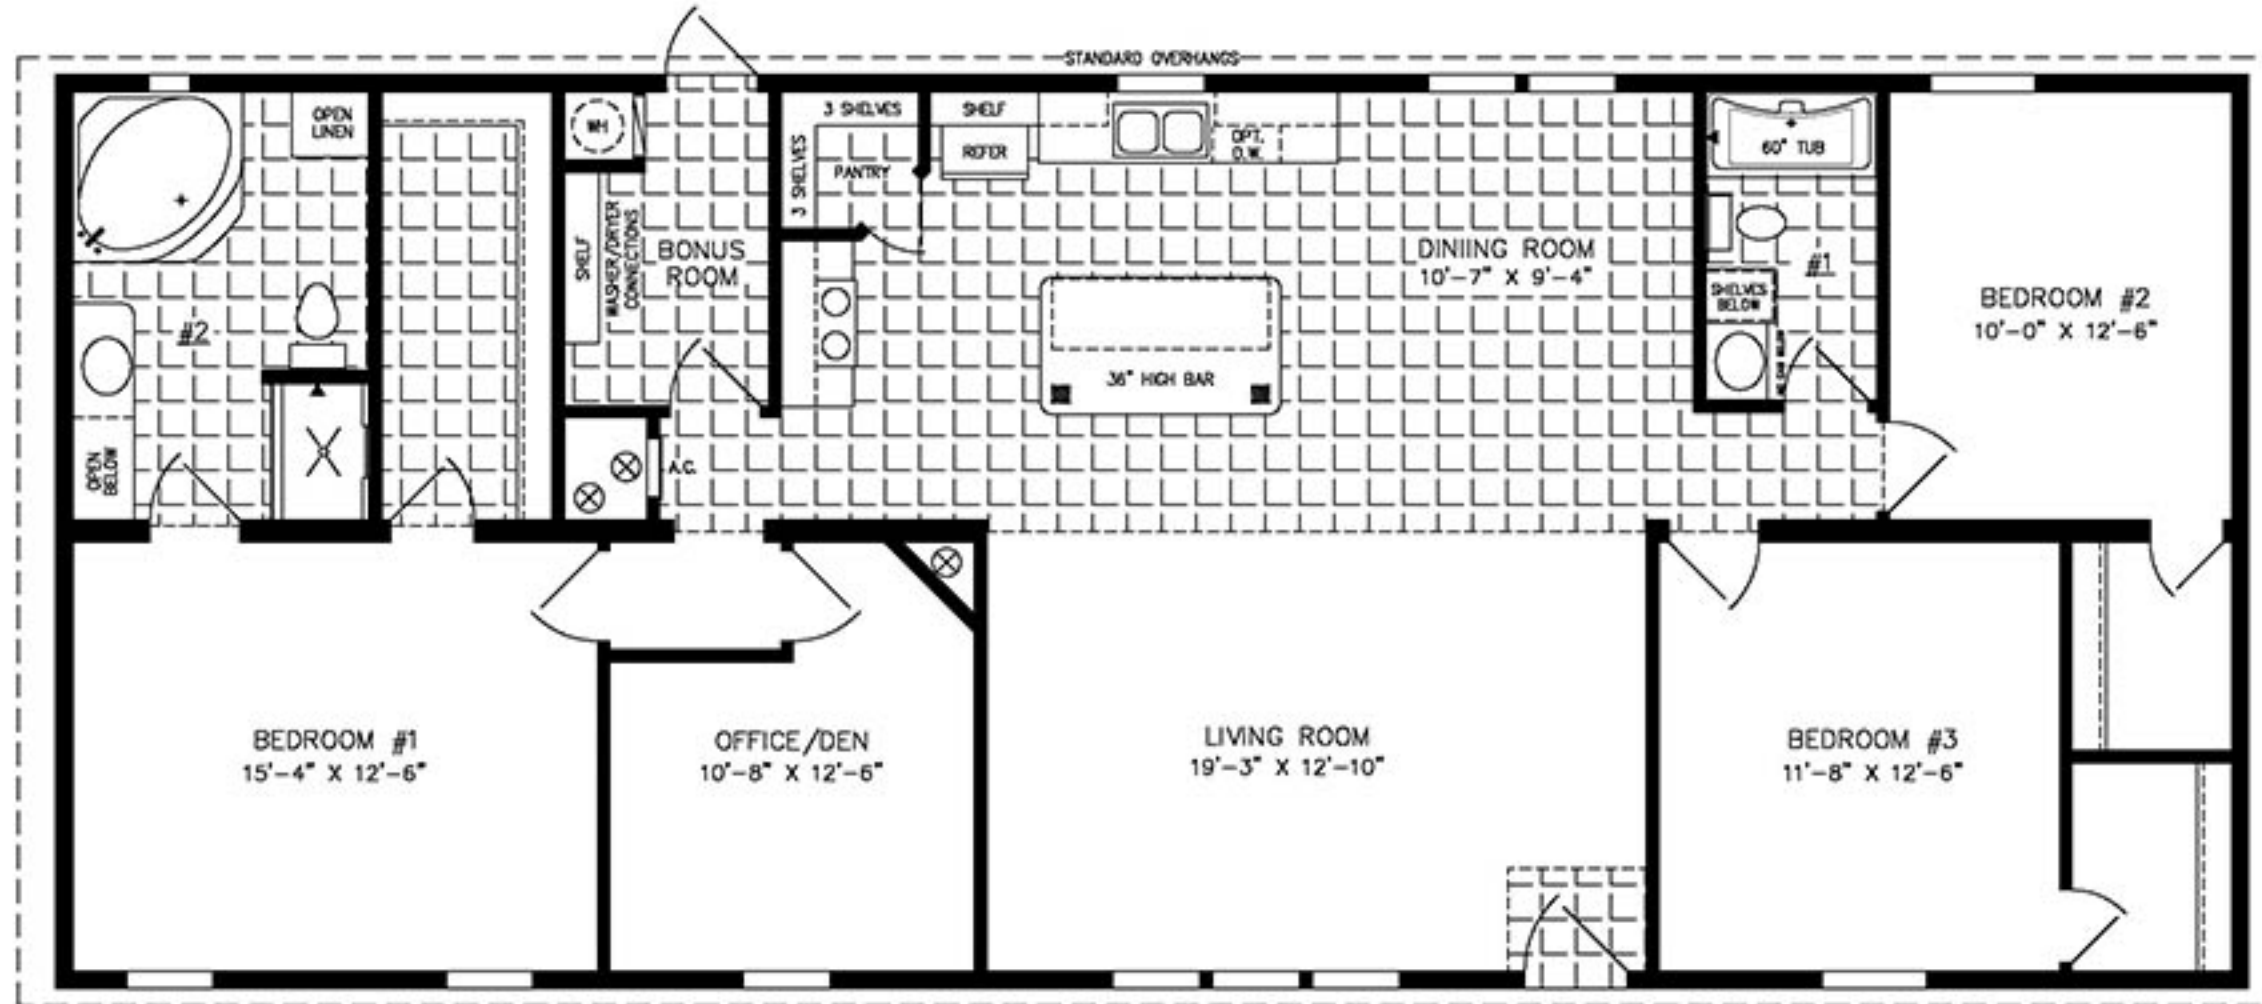 STANDARD OVERHANGS
OPEN
LINEN
WH
3 SHELVES
SHELF
3 SHELVES
PANTRY
REFER
OPT.
D.W.
60" TUB
SHELF
WASHER/DRYER
CONNECTIONS
BONUS
ROOM
DINIING ROOM
10'-7" X 9'-4"
#1
SHELVES
BELOW
BEDROOM #2
10'-0" X 12'-6"
#2
36" HIGH BAR
OPEN
BELOW
A.C.
BEDROOM #1
15'-4" X 12'-6"
OFFICE/DEN
10'-8" X 12'-6"
LIVING ROOM
19'-3" X 12'-10"
BEDROOM #3
11'-8" X 12'-6"